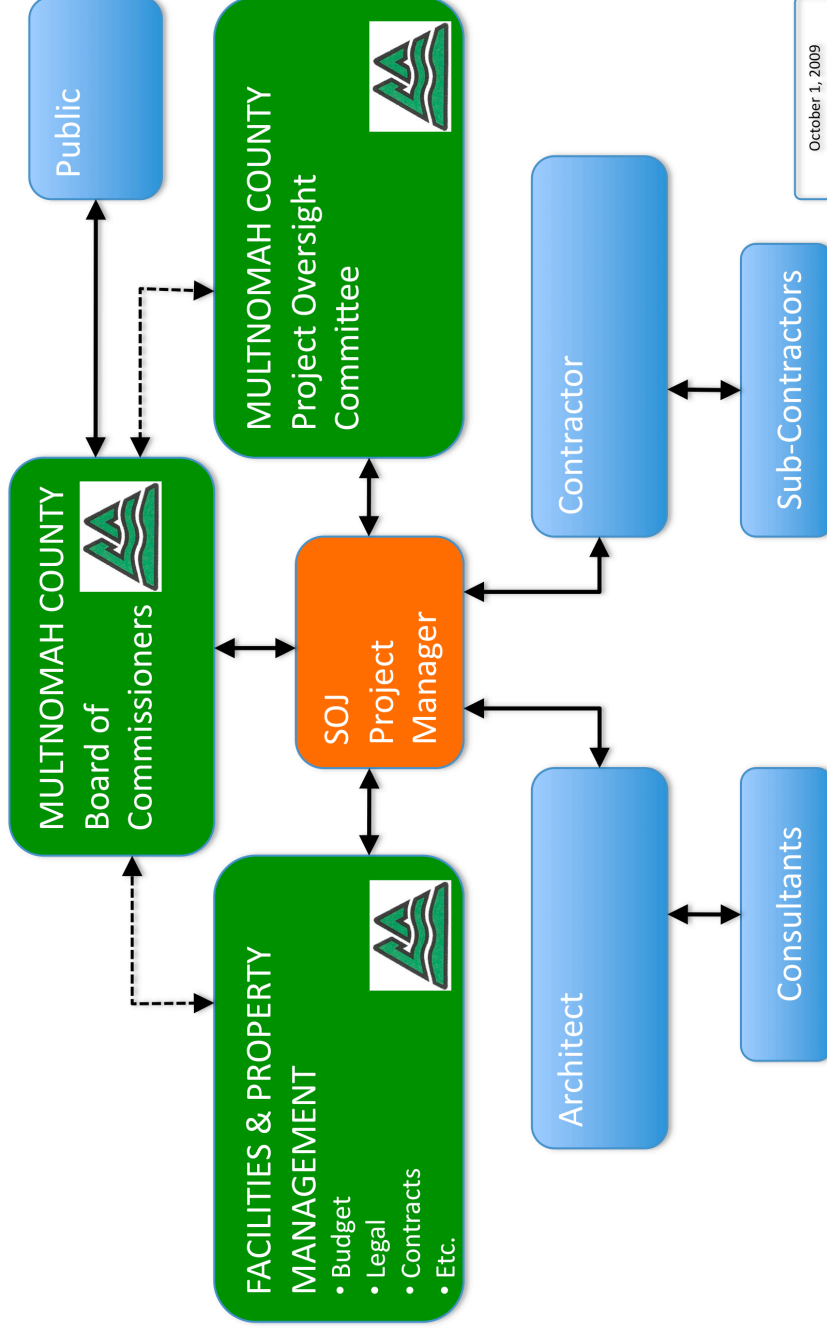 MULTNOMAH COUNTY
Board of
Commissioners
Public
FACILITIES & PROPERTY
MANAGEMENT
• Budget
• Legal
• Contracts
• Etc.
SOJ
Project
Manager
MULTNOMAH COUNTY
Project Oversight
Committee
Architect
Contractor
Consultants
Sub-Contractors
October 1, 2009